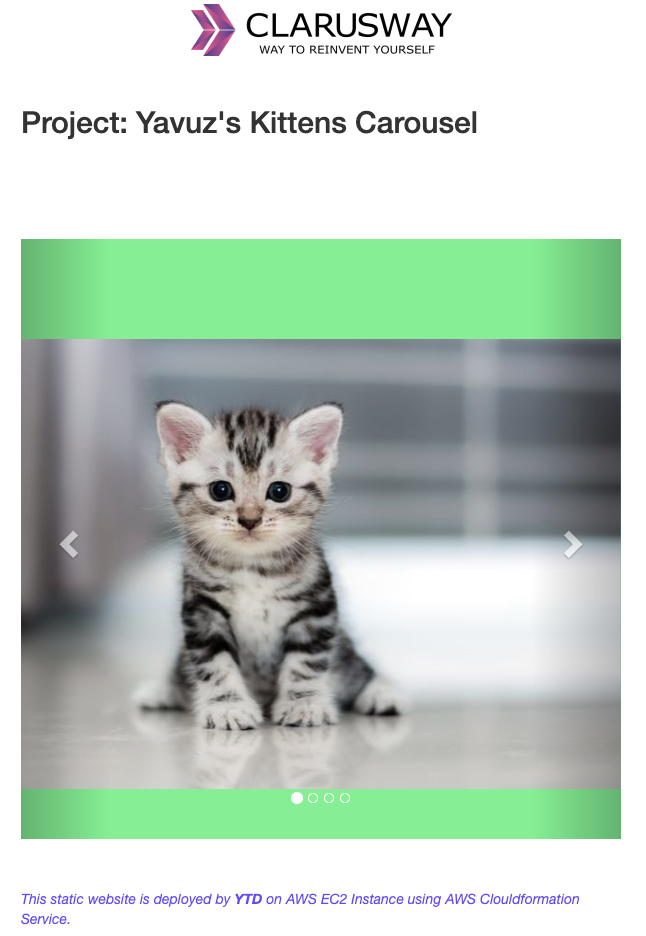 CLARUSWAY
WAY TO REINVENT YOURSELF
Project: Yavuz's Kittens Carousel
This static website is deployed by YTD on AWS EC2 Instance using AWS Clouldformation
Service.